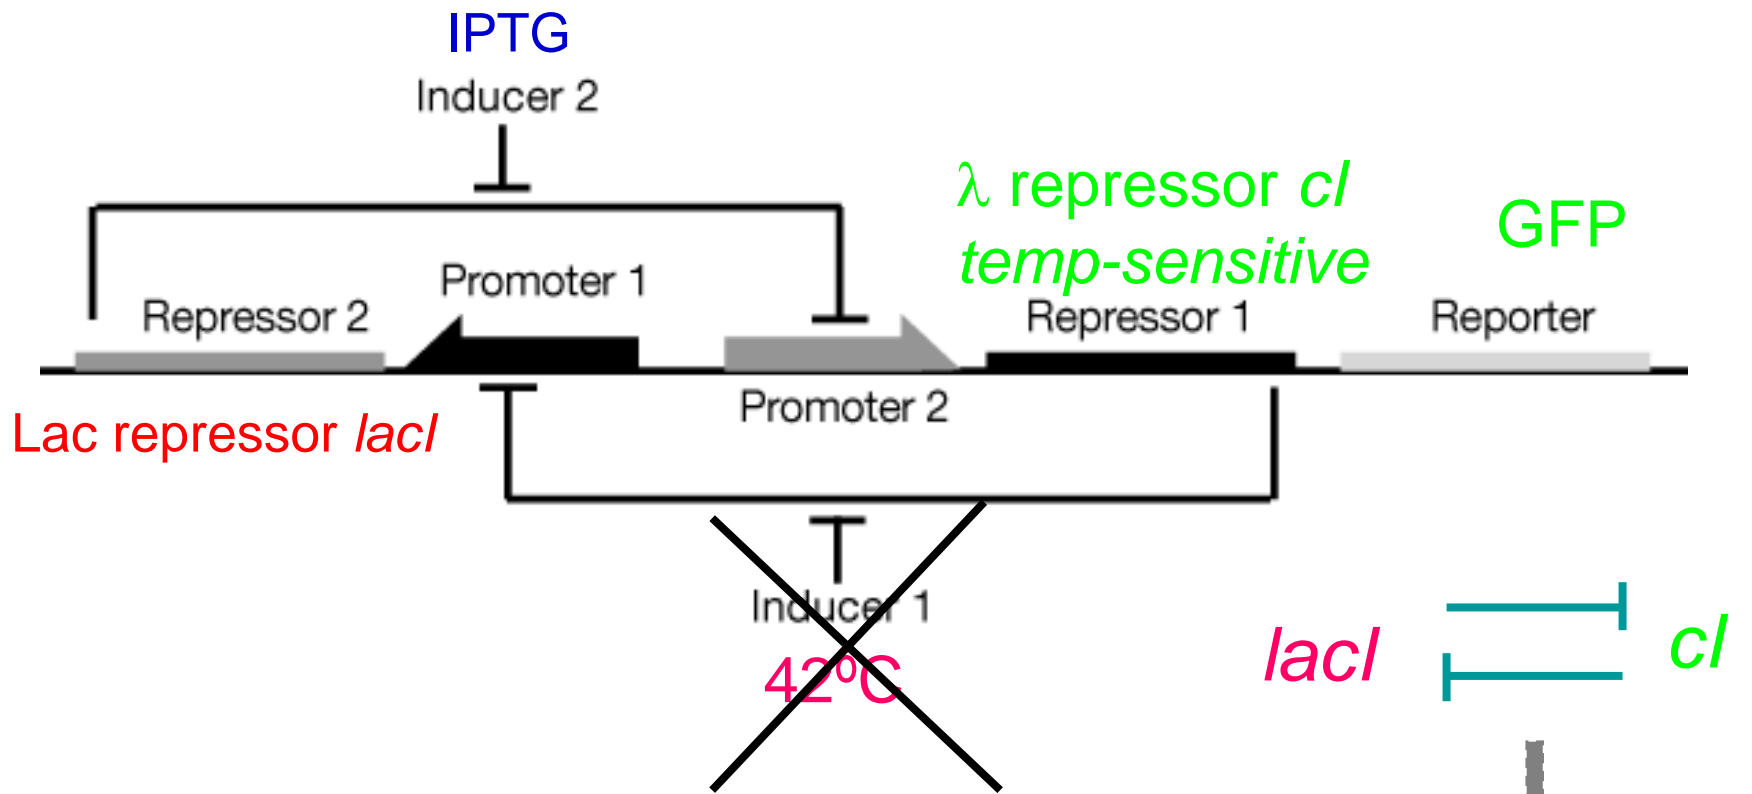 IPTG
Inducer 2
λ repressor cI
temp-sensitive
GFP
Promoter 1
Repressor 2
Repressor 1
Reporter
Promoter 2
Lac repressor lacI
Inducer 1
42ºC
lacI
cI